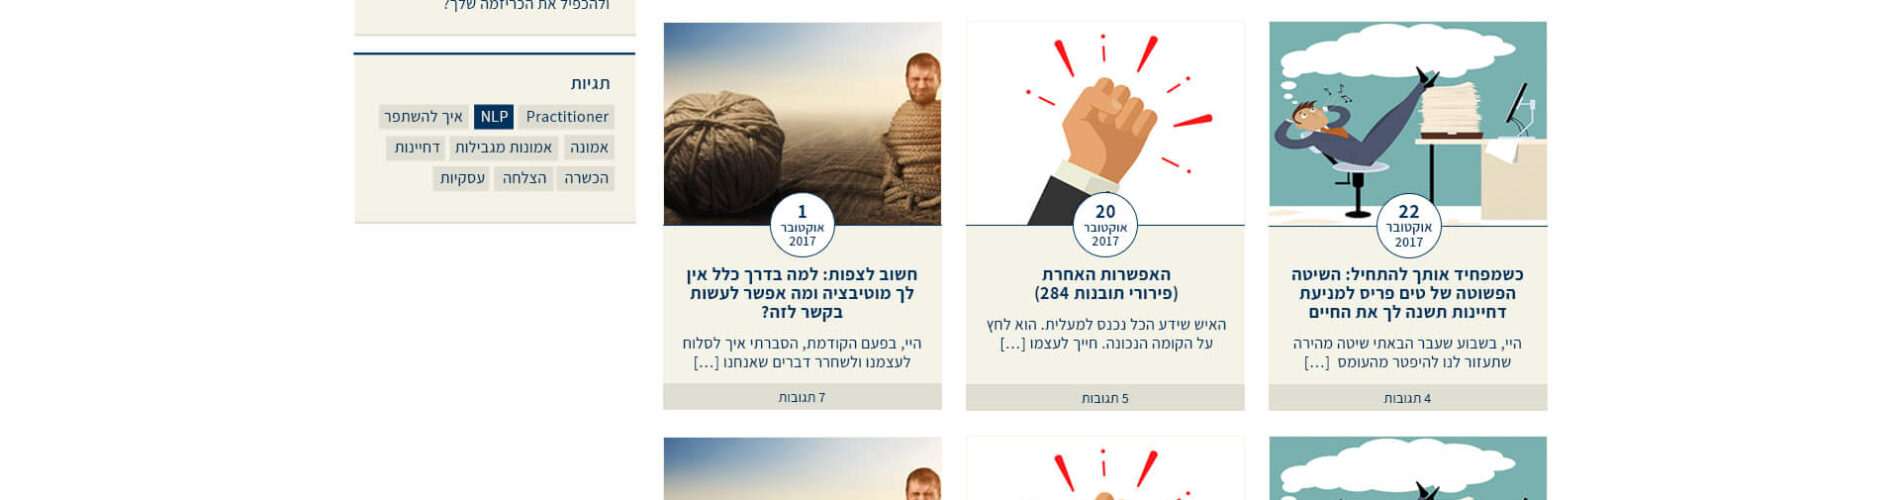 22
אוקטובר
2017
כשמפחיד אותך להתחיל: השיטה
הפשוטה של טים פריס למניעת
דחיינות תשנה לך את החיים
היי, בשבוע שעבר הבאתי שיטה מהירה
שתעזור לנו להיפטר מהעומס [...]
4 תגובות
20
אוקטובר
2017
האפשרות האחרת
(פירורי תובנות 284)
האיש שידע הכל נכנס למעלית. הוא לחץ
על הקומה הנכונה. חייך לעצמו [...]
5 תגובות
1
אוקטובר
2017
חשוב לצפות: למה בדרך כלל אין
לך מוטיבציה ומה אפשר לעשות
בקשר לזה?
היי, בפעם הקודמת, הסברתי איך לסלוח
לעצמנו ולשחרר דברים שאנחנו [...]
7 תגובות
ולהכפיל את הכריזמה שלך?
תגיות
Practitioner NLP איך להשתפר
אמונה אמונות מגבילות דחיינות
הכשרה הצלחה עסקיות